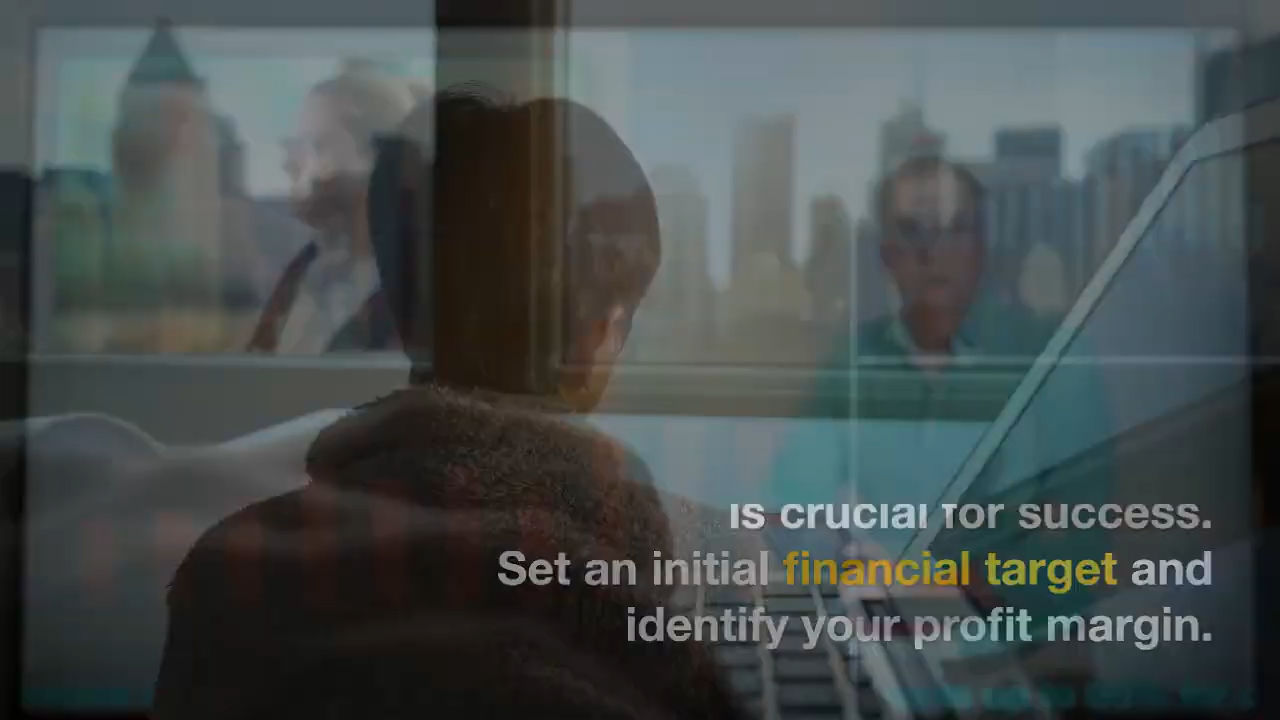 is crucial for success.
Set an initial financial target and
identify your profit margin.